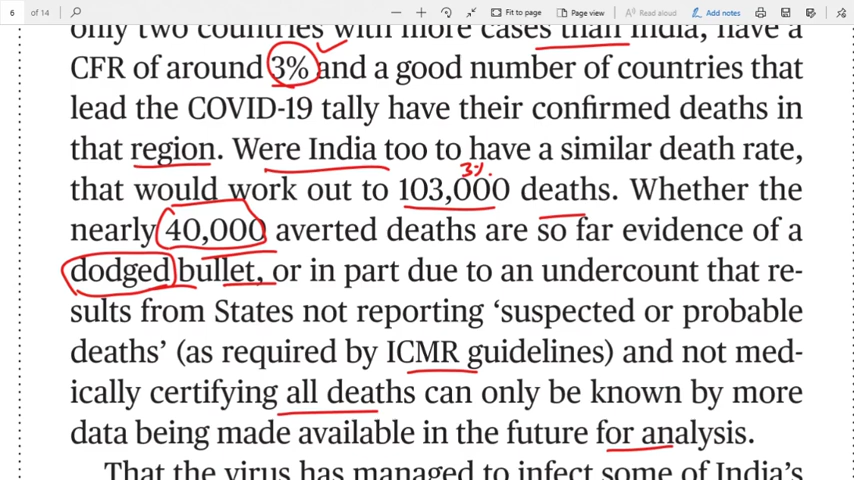 6 of 14 Fit to page Page view Read aloud Add notes
only two countries with more cases than India, have a
CFR of around 3% and a good number of countries that
lead the COVID-19 tally have their confirmed deaths in
that region. Were India too to have a similar death rate,
3%.
that would work out to 103,000 deaths. Whether the
nearly 40,000 averted deaths are so far evidence of a
dodged bullet, or in part due to an undercount that re-
sults from States not reporting ‘suspected or probable
deaths’ (as required by ICMR guidelines) and not med-
ically certifying all deaths can only be known by more
data being made available in the future for analysis.
That the virus has managed to infect some of India’s